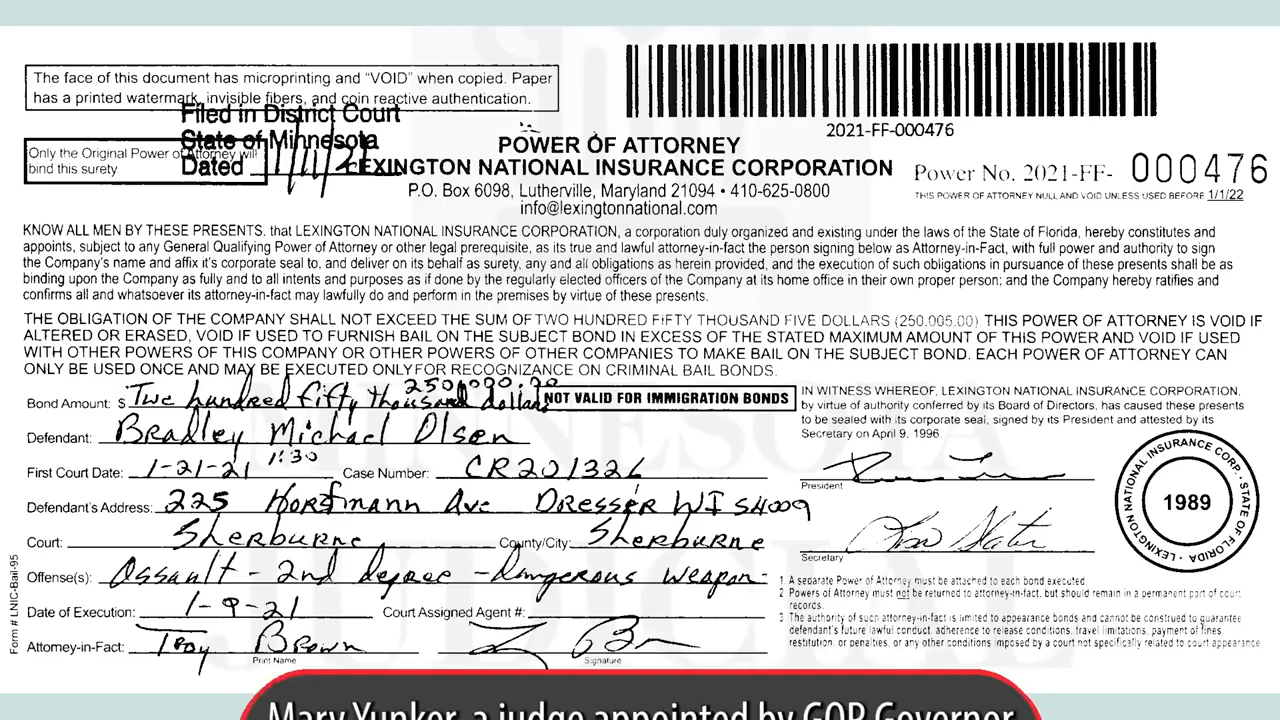 The face of this document has microprinting and “VOID” when copied. Paper
has a printed watermark, invisible fibers, and coin reactive authentication.
Filed in District Court
State of Minnesota
Dated 1/11/21
Only the Original Power of Attorney will
bind this surety
2021-FF-000476
POWER OF ATTORNEY
LEXINGTON NATIONAL INSURANCE CORPORATION
P.O. Box 6098, Lutherville, Maryland 21094 • 410-625-0800
info@lexingtonnational.com
Power No. 2021-FF- 000476
THIS POWER OF ATTORNEY NULL AND VOID UNLESS USED BEFORE 1/1/22
KNOW ALL MEN BY THESE PRESENTS. that LEXINGTON NATIONAL INSURANCE CORPORATION, a corporation duly organized and existing under the laws of the State of Florida, hereby constitutes and
appoints, subject to any General Qualifying Power of Attorney or other legal prerequisite, as its true and lawful attorney-in-fact the person signing below as Attorney-in-Fact, with full power and authority to sign
the Company's name and affix it's corporate seal to, and deliver on its behalf as surety, any and all obligations as herein provided, and the execution of such obligations in pursuance of these presents shall be as
binding upon the Company as fully and to all intents and purposes as if done by the regularly elected officers of the Company at its home office in their own proper person; and the Company hereby ratifies and
confirms all and whatsoever its attorney-in-fact may lawfully do and perform in the premises by virtue of these presents.
THE OBLIGATION OF THE COMPANY SHALL NOT EXCEED THE SUM OF TWO HUNDRED FIFTY THOUSAND FIVE DOLLARS (250,005.00) THIS POWER OF ATTORNEY IS VOID IF
ALTERED OR ERASED, VOID IF USED TO FURNISH BAIL ON THE SUBJECT BOND IN EXCESS OF THE STATED MAXIMUM AMOUNT OF THIS POWER AND VOID IF USED
WITH OTHER POWERS OF THIS COMPANY OR OTHER POWERS OF OTHER COMPANIES TO MAKE BAIL ON THE SUBJECT BOND. EACH POWER OF ATTORNEY CAN
ONLY BE USED ONCE AND MAY BE EXECUTED ONLYFOR RECOGNIZANCE ON CRIMINAL BAIL BONDS.
250,000.00
Bond Amount: $ Two hundred fifty thousand dollars
NOT VALID FOR IMMIGRATION BONDS
Defendant: Bradley Michael Olsen
First Court Date: 1-21-21 11:30 Case Number: CR201326
Defendant's Address: 225 Horstmann Ave Dresser WI 54009
Court: Sherburne County/City: Sherburne
Offense(s): Assault - 2nd degree - dangerous weapon
Date of Execution: 1-9-21 Court Assigned Agent #:
Attorney-in-Fact: Troy Brown
Print Name Signature
Form # LNIC-Bail-95
IN WITNESS WHEREOF, LEXINGTON NATIONAL INSURANCE CORPORATION,
by virtue of authority conferred by its Board of Directors, has caused these presents
to be sealed with its corporate seal, signed by its President and attested by its
Secretary on April 9, 1996.
President
Secretary
LEXINGTON NATIONAL INSURANCE CORP. • STATE OF FLORIDA •
1989
1 A separate Power of Attorney must be attached to each bond executed.
2 Powers of Attorney must not be returned to attorney-in-fact, but should remain in a permanent part of court
records.
3 The authority of such attorney-in-fact is limited to appearance bonds and cannot be construed to guarantee
defendant's future lawful conduct, adherence to release conditions, travel limitations, payment of fines,
restitution, or penalties, or any other conditions imposed by a court not specifically related to court appearance
MINNESOTA
JUDICIAL
Mary Yunker, a judge appointed by GOP Governor